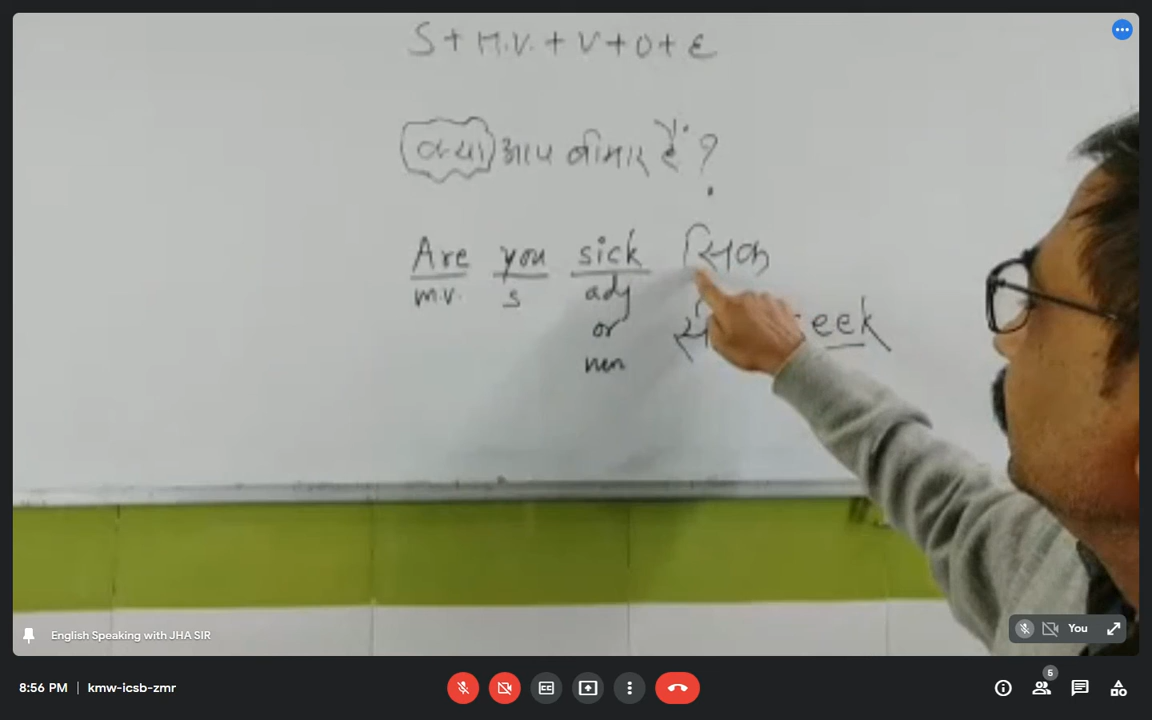 S + M.V. + V + O + E
क्या आप बीमार हैं ?
Are you sick सिक
m.v. s adj
eek
or
nen
English Speaking with JHA SIR
You
8:56 PM | kmw-icsb-zmr
5